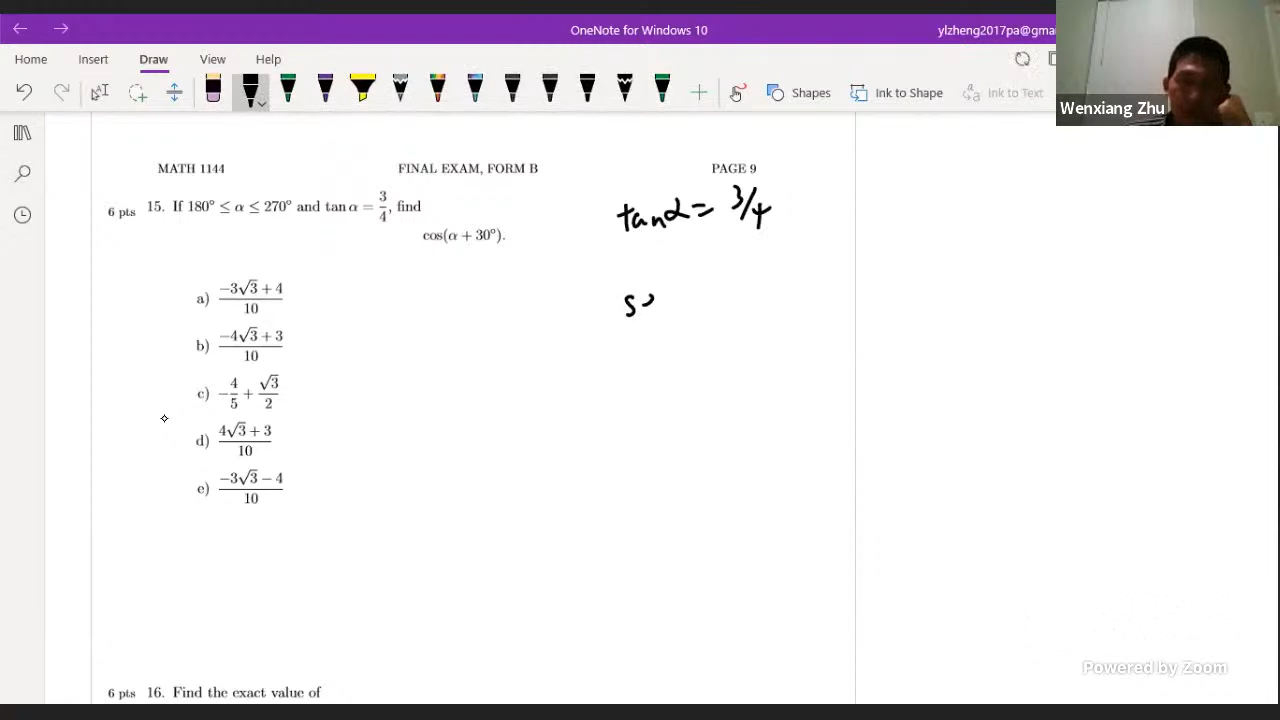 OneNote for Windows 10
ylzheng2017pa@gma
Home Insert Draw View Help
Shapes Ink to Shape Ink to Text
Wenxiang Zhu
MATH 1144 FINAL EXAM, FORM B PAGE 9
6 pts 15. If 180° ≤ α ≤ 270° and tan α = 3/4, find
cos(α + 30°).
tan α = 3/4
a) (-3√3 + 4)/10
b) (-4√3 + 3)/10
c) -4/5 + √3/2
d) (4√3 + 3)/10
e) (-3√3 - 4)/10
6 pts 16. Find the exact value of
Powered by Zoom